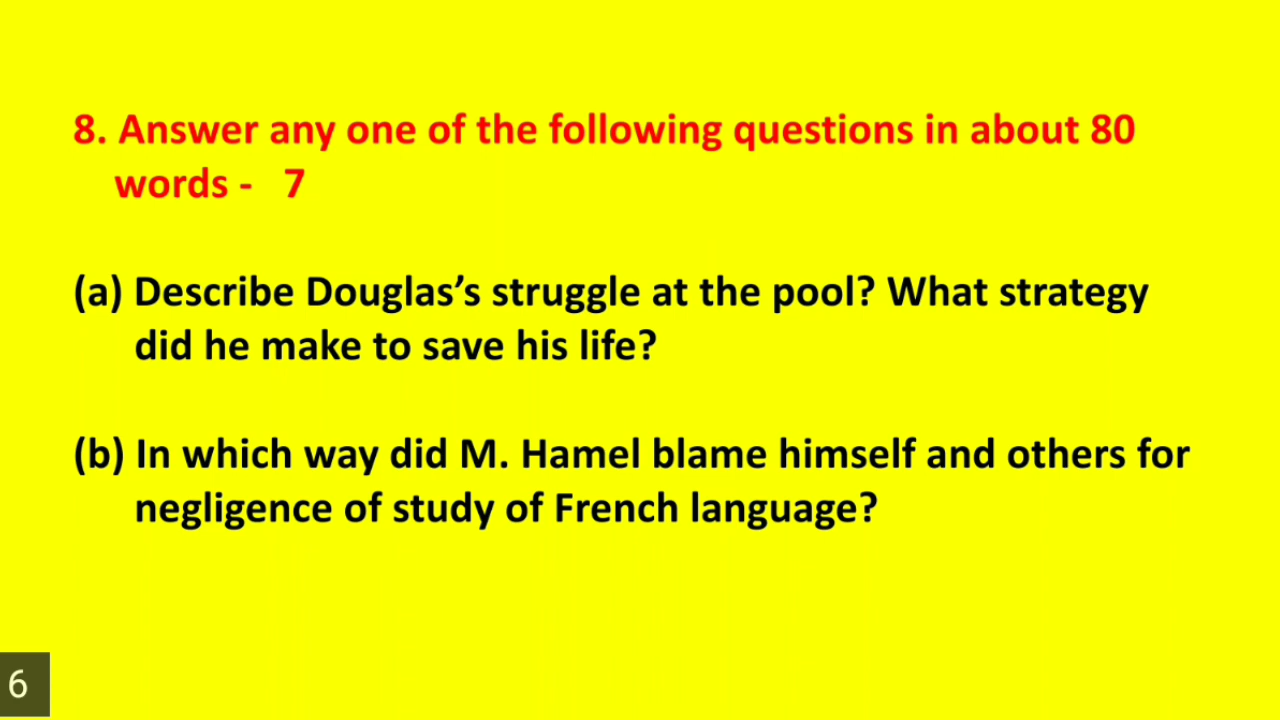 8. Answer any one of the following questions in about 80
words - 7
(a) Describe Douglas’s struggle at the pool? What strategy
did he make to save his life?
(b) In which way did M. Hamel blame himself and others for
negligence of study of French language?
6